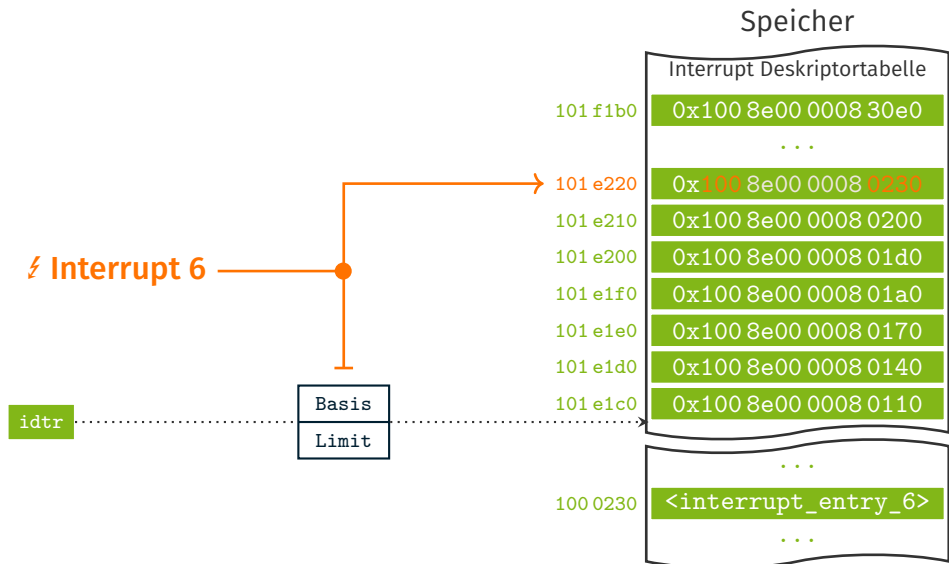 Speicher
Interrupt Deskriptortabelle
101 f1b0 0x100 8e00 0008 30e0
...
101 e220 0x100 8e00 0008 0230
101 e210 0x100 8e00 0008 0200
⚡ Interrupt 6
101 e200 0x100 8e00 0008 01d0
101 e1f0 0x100 8e00 0008 01a0
101 e1e0 0x100 8e00 0008 0170
101 e1d0 0x100 8e00 0008 0140
Basis
101 e1c0 0x100 8e00 0008 0110
idtr
Limit
...
100 0230 <interrupt_entry_6>
...